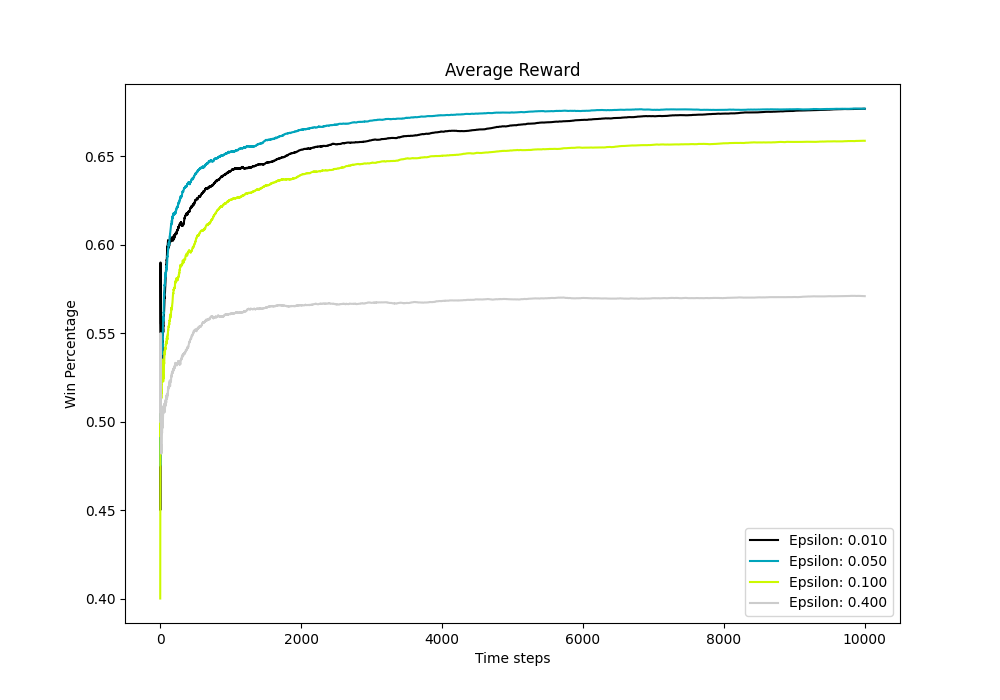 Average Reward
Win Percentage
0.65
0.60
0.55
0.50
0.45
0.40
0
2000
4000
6000
8000
10000
Time steps
Epsilon: 0.010
Epsilon: 0.050
Epsilon: 0.100
Epsilon: 0.400